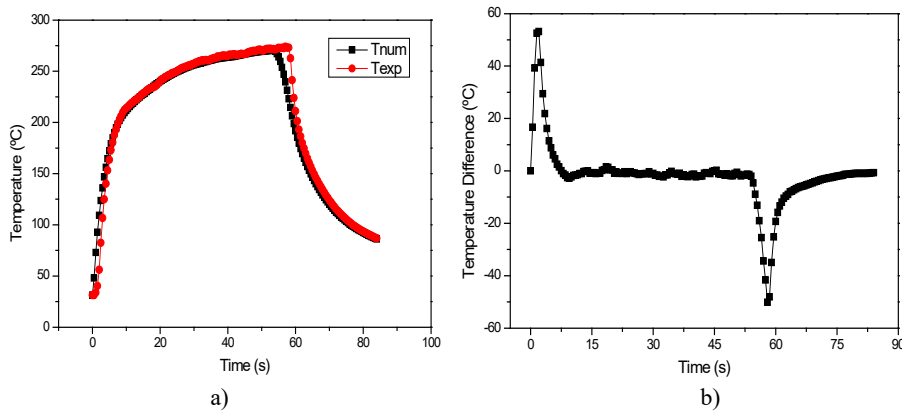 300
250
200
150
100
50
0
Temperature (ºC)
Tnum
Texp
0 20 40 60 80 100
Time (s)
a)
60
40
20
0
-20
-40
-60
Temperature Difference (ºC)
0 15 30 45 60 75 90
Time (s)
b)